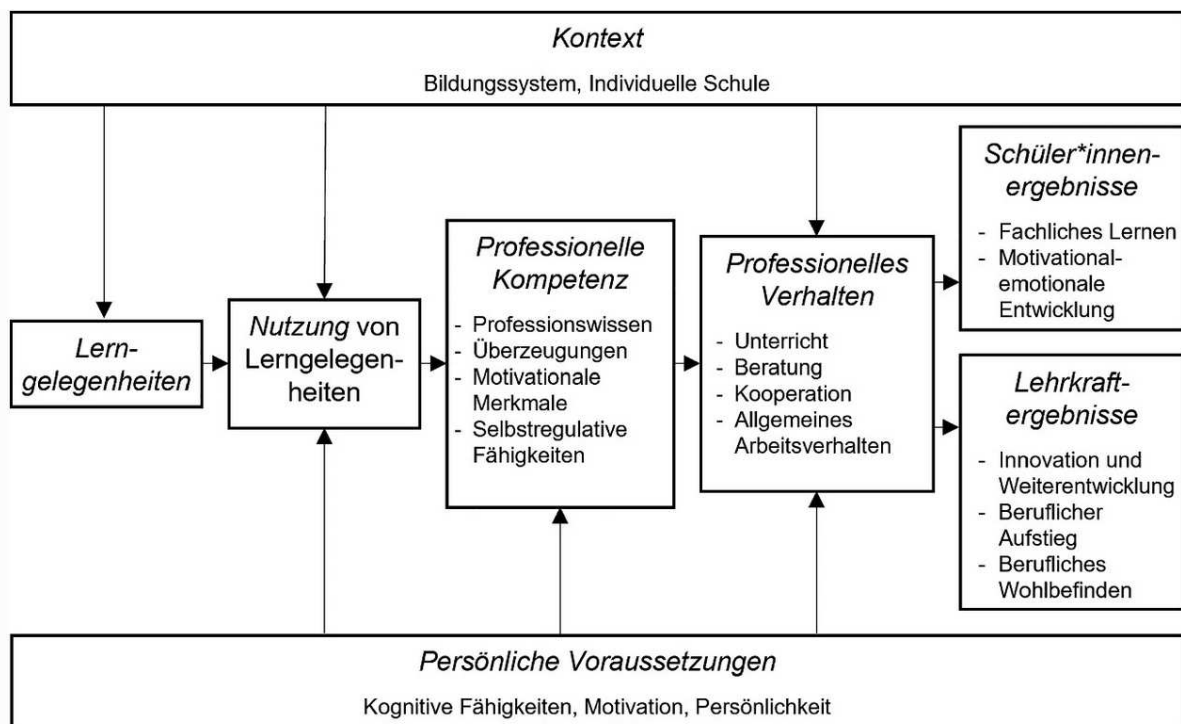 Kontext
Bildungssystem, Individuelle Schule
Lern-
gelegenheiten
Nutzung von
Lerngelegen-
heiten
Professionelle
Kompetenz
- Professionswissen
- Überzeugungen
- Motivationale
Merkmale
- Selbstregulative
Fähigkeiten
Professionelles
Verhalten
- Unterricht
- Beratung
- Kooperation
- Allgemeines
Arbeitsverhalten
Schüler*innen-
ergebnisse
- Fachliches Lernen
- Motivational-
emotionale
Entwicklung
Lehrkraft-
ergebnisse
- Innovation und
Weiterentwicklung
- Beruflicher
Aufstieg
- Berufliches
Wohlbefinden
Persönliche Voraussetzungen
Kognitive Fähigkeiten, Motivation, Persönlichkeit